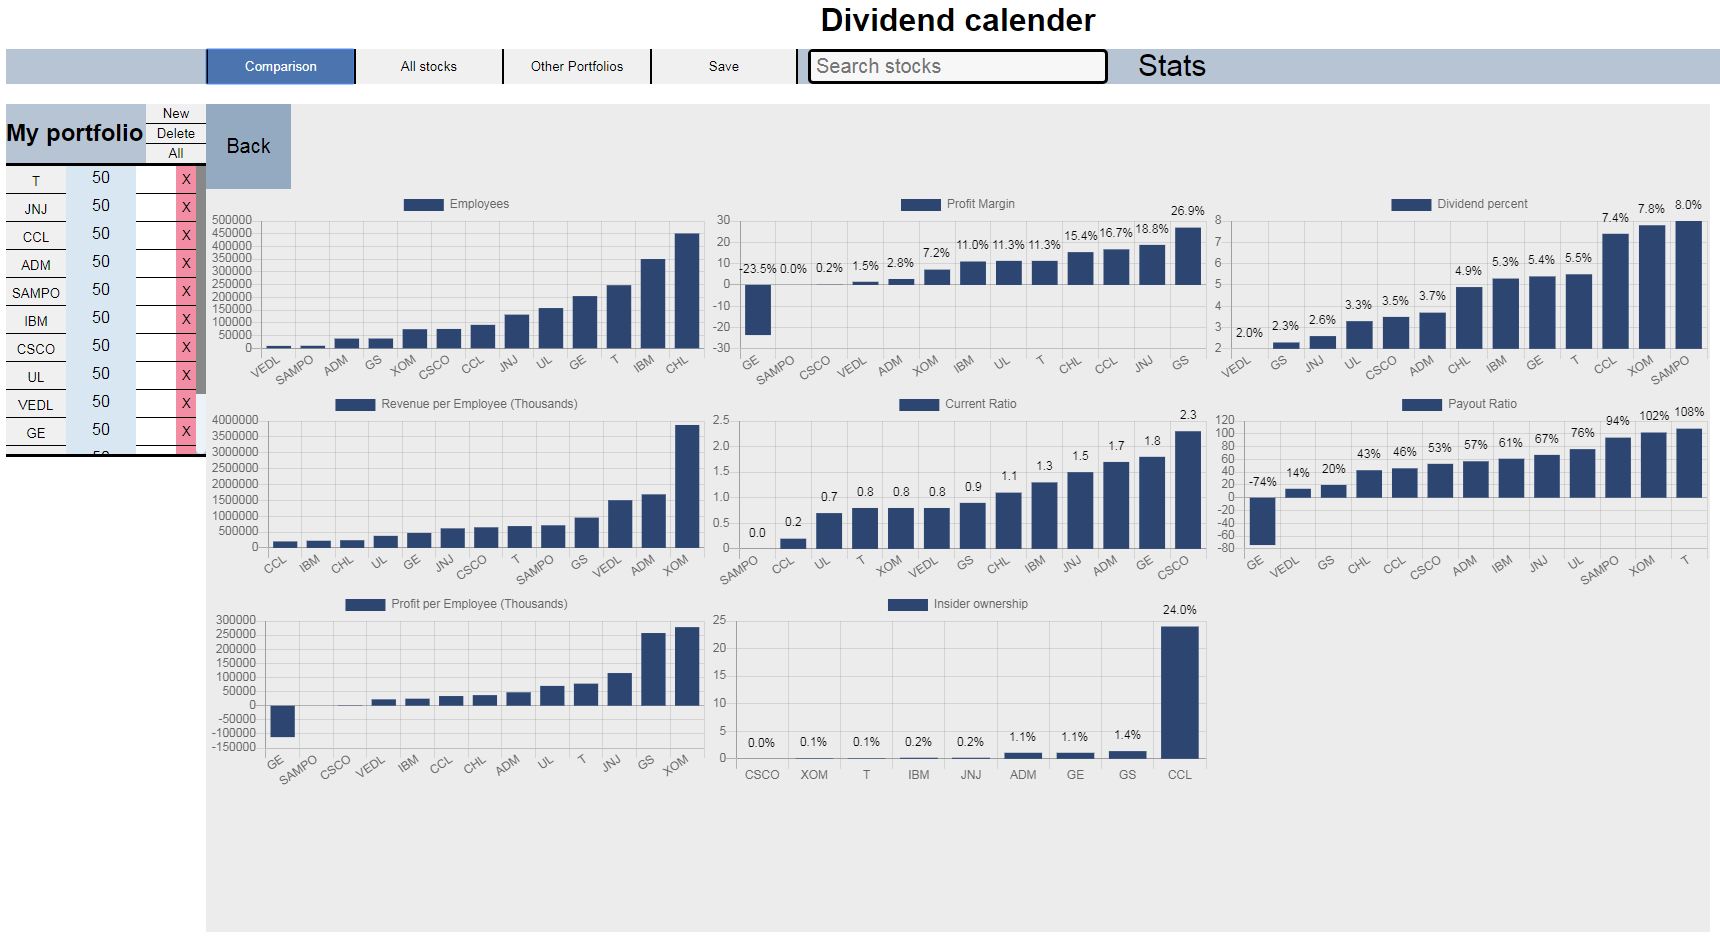 Dividend calender
Comparison
All stocks
Other Portfolios
Save
Search stocks
Stats
My portfolio
New
Delete
All
Back
T 50 X
JNJ 50 X
CCL 50 X
ADM 50 X
SAMPO 50 X
IBM 50 X
CSCO 50 X
UL 50 X
VEDL 50 X
GE 50 X
Employees
500000
450000
400000
350000
300000
250000
200000
150000
100000
50000
0
VEDL SAMPO ADM GS XOM CSCO CCL JNJ UL GE T IBM CHL
Profit Margin
30
20
10
0
-10
-20
-30
-23.5% 0.0% 0.2% 1.5% 2.8% 7.2% 11.0% 11.3% 11.3% 15.4% 16.7% 18.8% 26.9%
GE SAMPO CSCO VEDL ADM XOM IBM UL T CHL CCL JNJ GS
Dividend percent
8
7
6
5
4
3
2
2.0% 2.3% 2.6% 3.3% 3.5% 3.7% 4.9% 5.3% 5.4% 5.5% 7.4% 7.8% 8.0%
VEDL GS JNJ UL CSCO ADM CHL IBM GE T CCL XOM SAMPO
Revenue per Employee (Thousands)
4000000
3500000
3000000
2500000
2000000
1500000
1000000
500000
0
CCL IBM CHL UL GE JNJ CSCO T SAMPO GS VEDL ADM XOM
Current Ratio
2.5
2.0
1.5
1.0
0.5
0
0.0 0.2 0.7 0.8 0.8 0.8 0.9 1.1 1.3 1.5 1.7 1.8 2.3
SAMPO CCL UL T XOM VEDL GS CHL IBM JNJ ADM GE CSCO
Payout Ratio
120
100
80
60
40
20
0
-20
-40
-60
-80
-74% 14% 20% 43% 46% 53% 57% 61% 67% 76% 94% 102% 108%
GE VEDL GS CHL CCL CSCO ADM IBM JNJ UL SAMPO XOM T
Profit per Employee (Thousands)
300000
250000
200000
150000
100000
50000
0
-50000
-100000
-150000
GE SAMPO CSCO VEDL IBM CCL CHL ADM UL T JNJ GS XOM
Insider ownership
25
20
15
10
5
0
0.0% 0.1% 0.1% 0.2% 0.2% 1.1% 1.1% 1.4% 24.0%
CSCO XOM T IBM JNJ ADM GE GS CCL